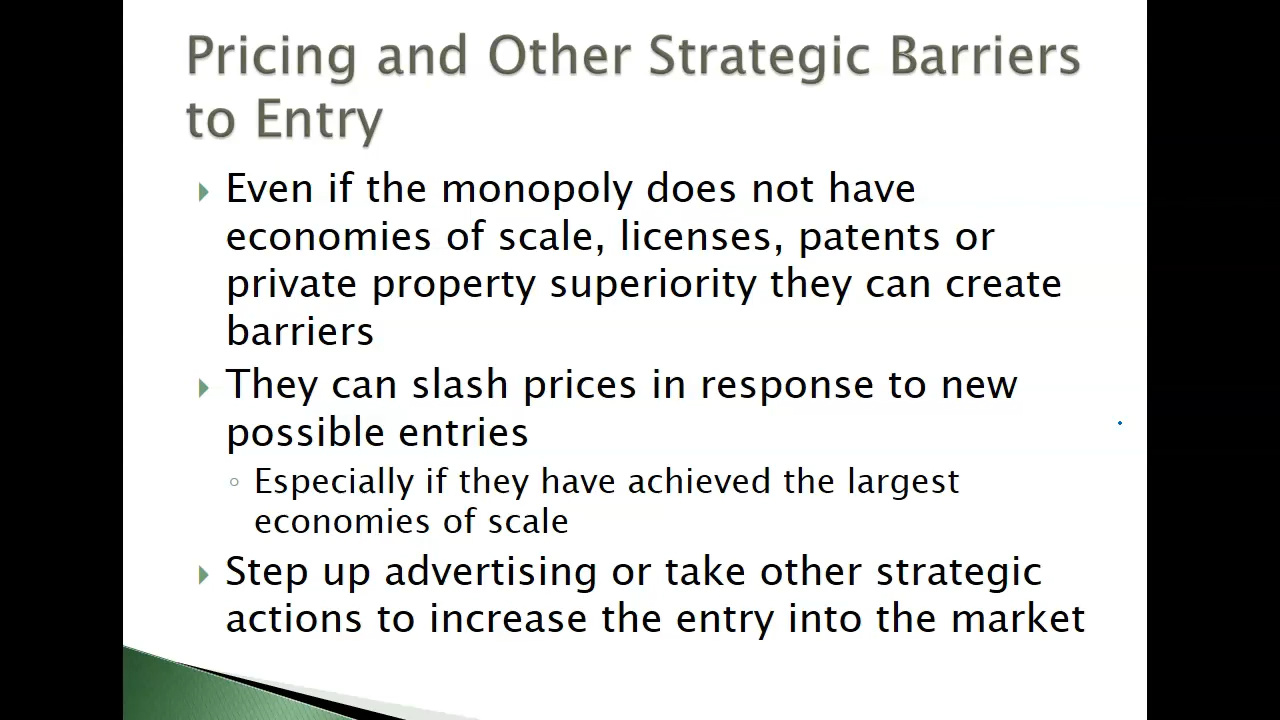 Pricing and Other Strategic Barriers
to Entry
Even if the monopoly does not have
economies of scale, licenses, patents or
private property superiority they can create
barriers
They can slash prices in response to new
possible entries
Especially if they have achieved the largest
economies of scale
Step up advertising or take other strategic
actions to increase the entry into the market